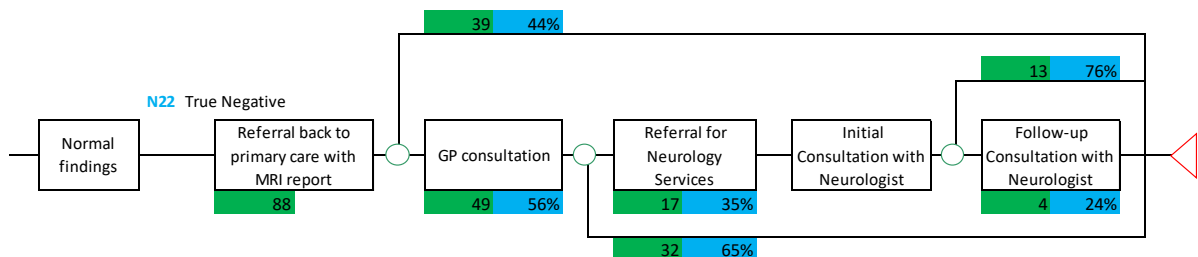 39 44%
13 76%
N22 True Negative
Normal
findings
Referral back to
primary care with
MRI report
88
GP consultation
49 56%
Referral for
Neurology
Services
17 35%
Initial
Consultation with
Neurologist
Follow-up
Consultation with
Neurologist
4 24%
32 65%